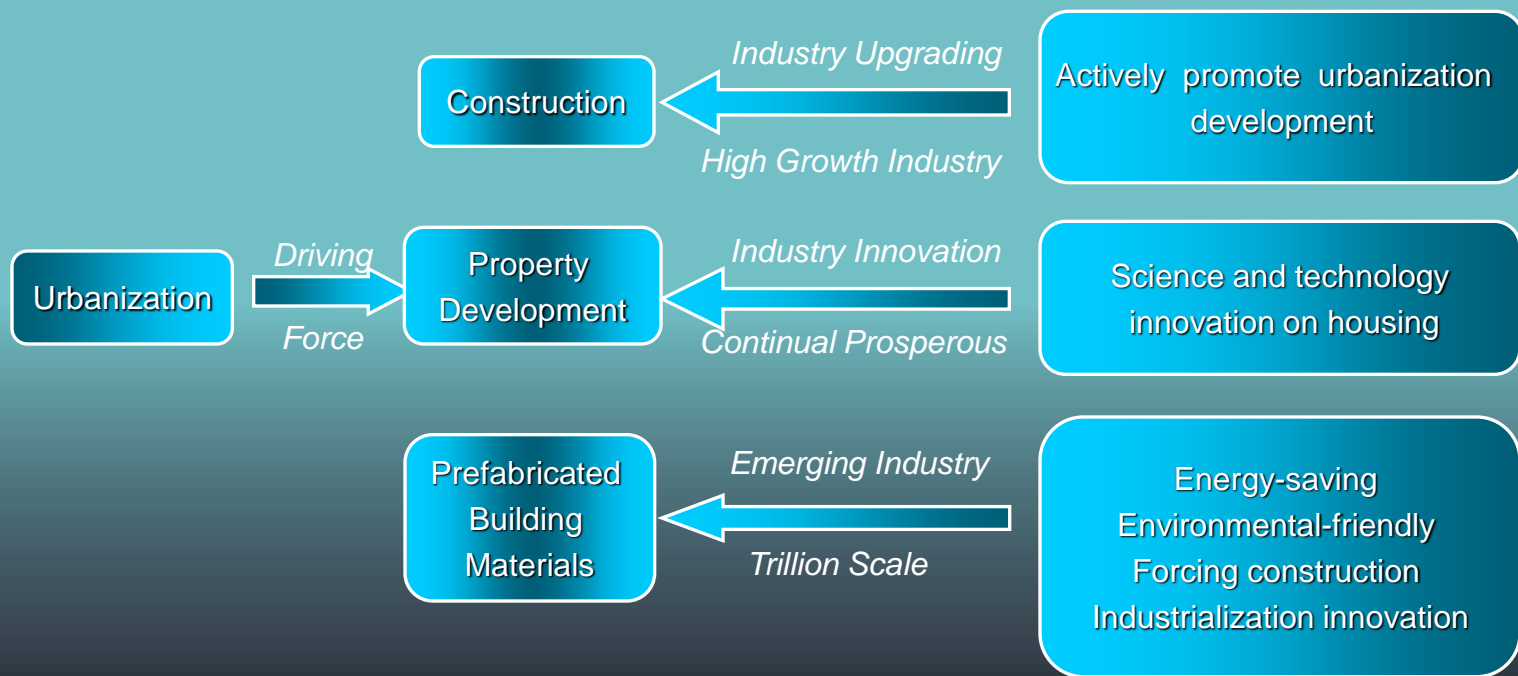 Construction
Industry Upgrading
High Growth Industry
Actively promote urbanization
development
Urbanization
Driving
Force
Property
Development
Industry Innovation
Continual Prosperous
Science and technology
innovation on housing
Prefabricated
Building
Materials
Emerging Industry
Trillion Scale
Energy-saving
Environmental-friendly
Forcing construction
Industrialization innovation